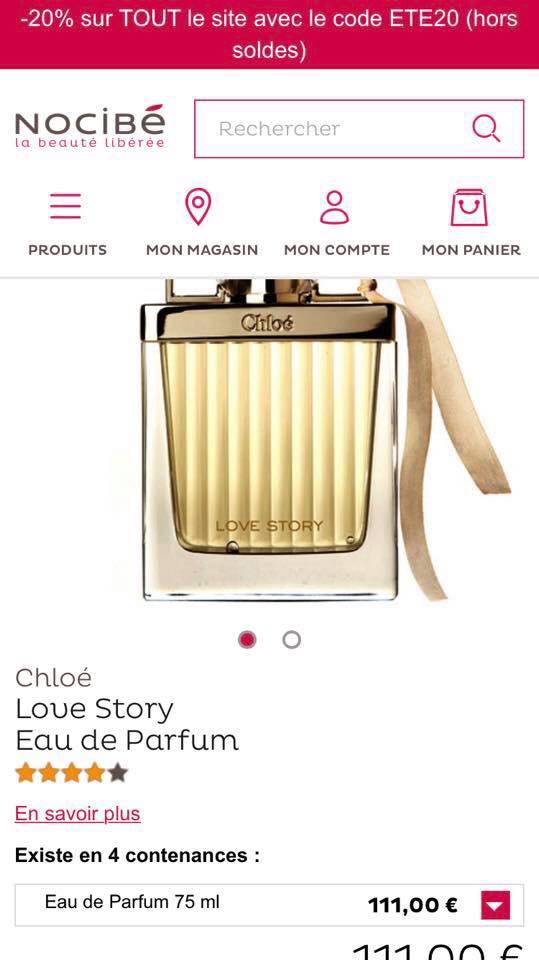 -20% sur TOUT le site avec le code ETE20 (hors
soldes)
NOCIBÉ
la beauté libérée
Rechercher
PRODUITS
MON MAGASIN
MON COMPTE
MON PANIER
Chloé
LOVE STORY
Chloé
Love Story
Eau de Parfum
En savoir plus
Existe en 4 contenances :
Eau de Parfum 75 ml 111,00 €
111,00 €